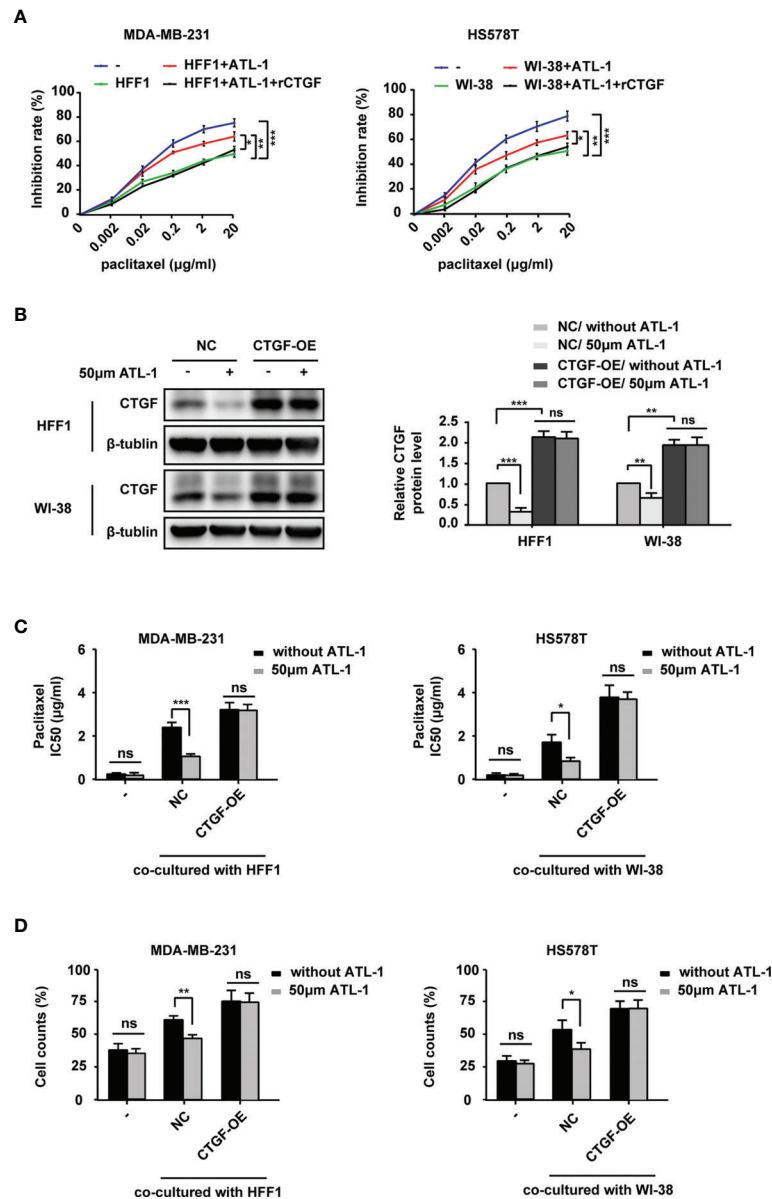 A
MDA-MB-231
- HFF1+ATL-1
HFF1 HFF1+ATL-1+rCTGF
Inhibition rate (%)
100
80
60
40
20
0
* ** ***
0 0.002 0.02 0.2 2 20
paclitaxel (μg/ml)
HS578T
- WI-38+ATL-1
WI-38 WI-38+ATL-1+rCTGF
Inhibition rate (%)
100
80
60
40
20
0
* ** ***
0 0.002 0.02 0.2 2 20
paclitaxel (μg/ml)
B
NC CTGF-OE
50μm ATL-1 - + - +
HFF1
CTGF
β-tublin
WI-38
CTGF
β-tublin
NC/ without ATL-1
NC/ 50μm ATL-1
CTGF-OE/ without ATL-1
CTGF-OE/ 50μm ATL-1
Relative CTGF
protein level
2.5
2.0
1.5
1.0
0.5
0.0
*** ns ** ns
*** **
HFF1 WI-38
C
MDA-MB-231
without ATL-1
50μm ATL-1
Paclitaxel
IC50 (μg/ml)
6
4
2
0
ns *** ns
- NC CTGF-OE
co-cultured with HFF1
HS578T
without ATL-1
50μm ATL-1
Paclitaxel
IC50 (μg/ml)
6
4
2
0
ns * ns
- NC CTGF-OE
co-cultured with WI-38
D
MDA-MB-231
without ATL-1
50μm ATL-1
Cell counts (%)
100
75
50
25
0
ns ** ns
- NC CTGF-OE
co-cultured with HFF1
HS578T
without ATL-1
50μm ATL-1
Cell counts (%)
100
75
50
25
0
ns * ns
- NC CTGF-OE
co-cultured with WI-38